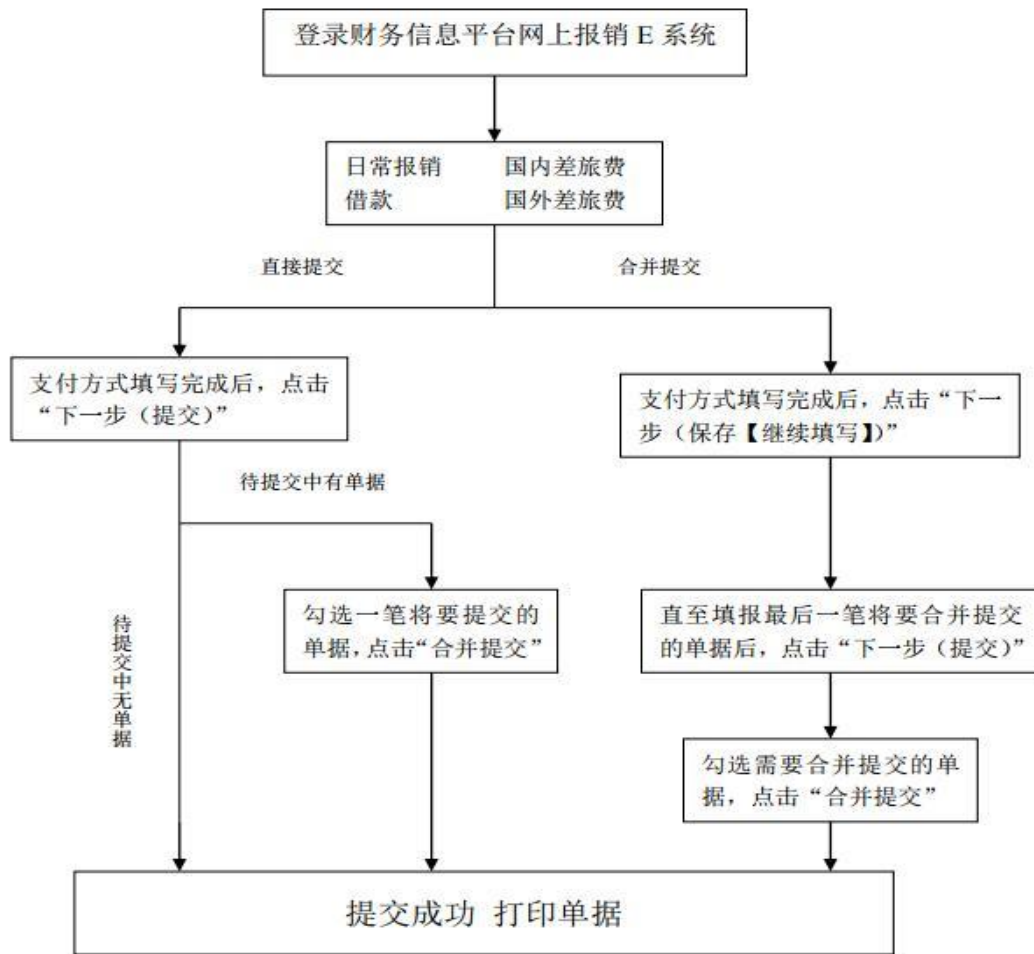 登录财务信息平台网上报销 E 系统
日常报销 国内差旅费
借款 国外差旅费
直接提交 合并提交
支付方式填写完成后，点击
“下一步（提交）”
支付方式填写完成后，点击“下一
步（保存【继续填写】）”
待提交中有单据
待提交中无单据
勾选一笔将要提交的
单据，点击“合并提交”
直至填报最后一笔将要合并提交
的单据后，点击“下一步（提交）”
勾选需要合并提交的单
据，点击“合并提交”
提交成功 打印单据